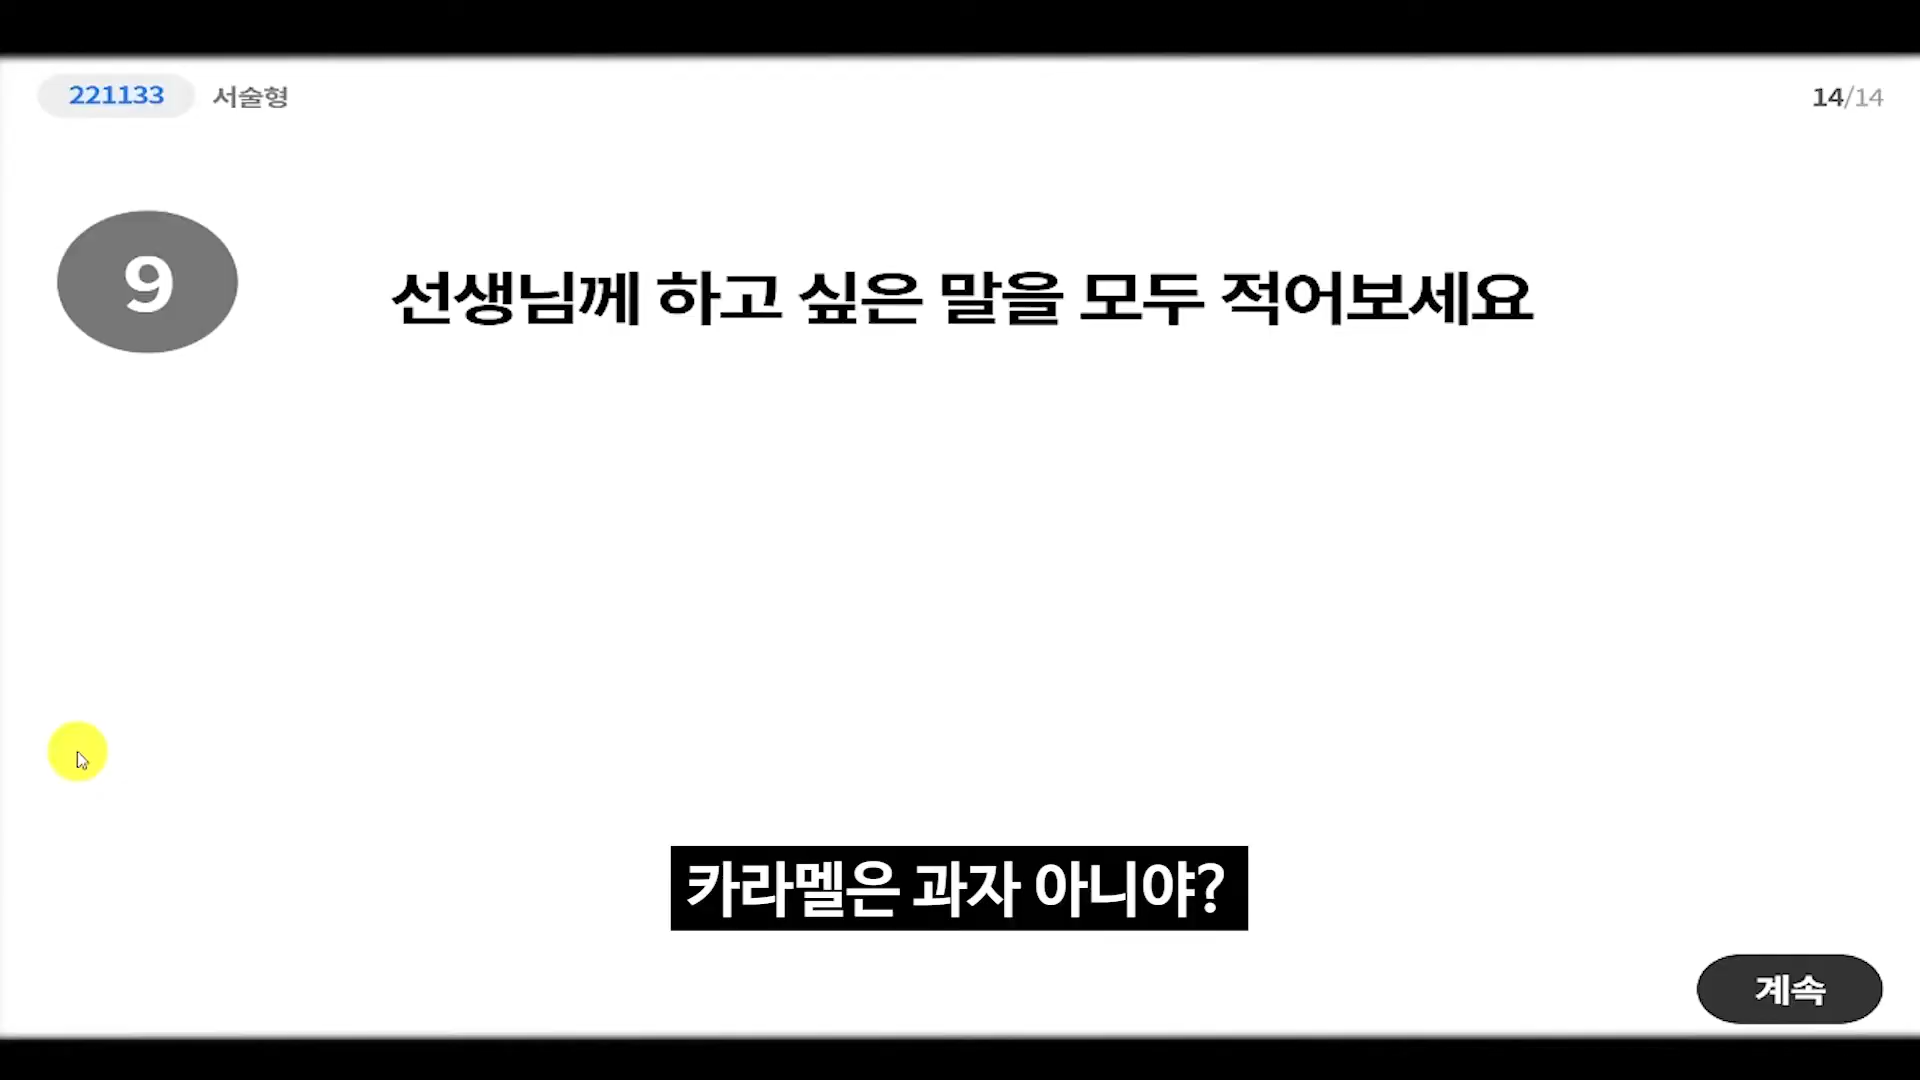 221133 서술형 14/14
9 선생님께 하고 싶은 말을 모두 적어보세요
카라멜은 과자 아니야?
계속